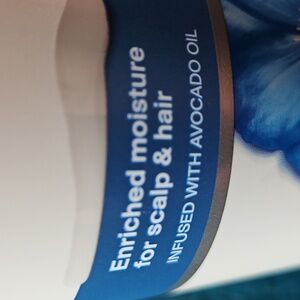 Enriched moisture
for scalp & hair
INFUSED WITH AVOCADO OIL